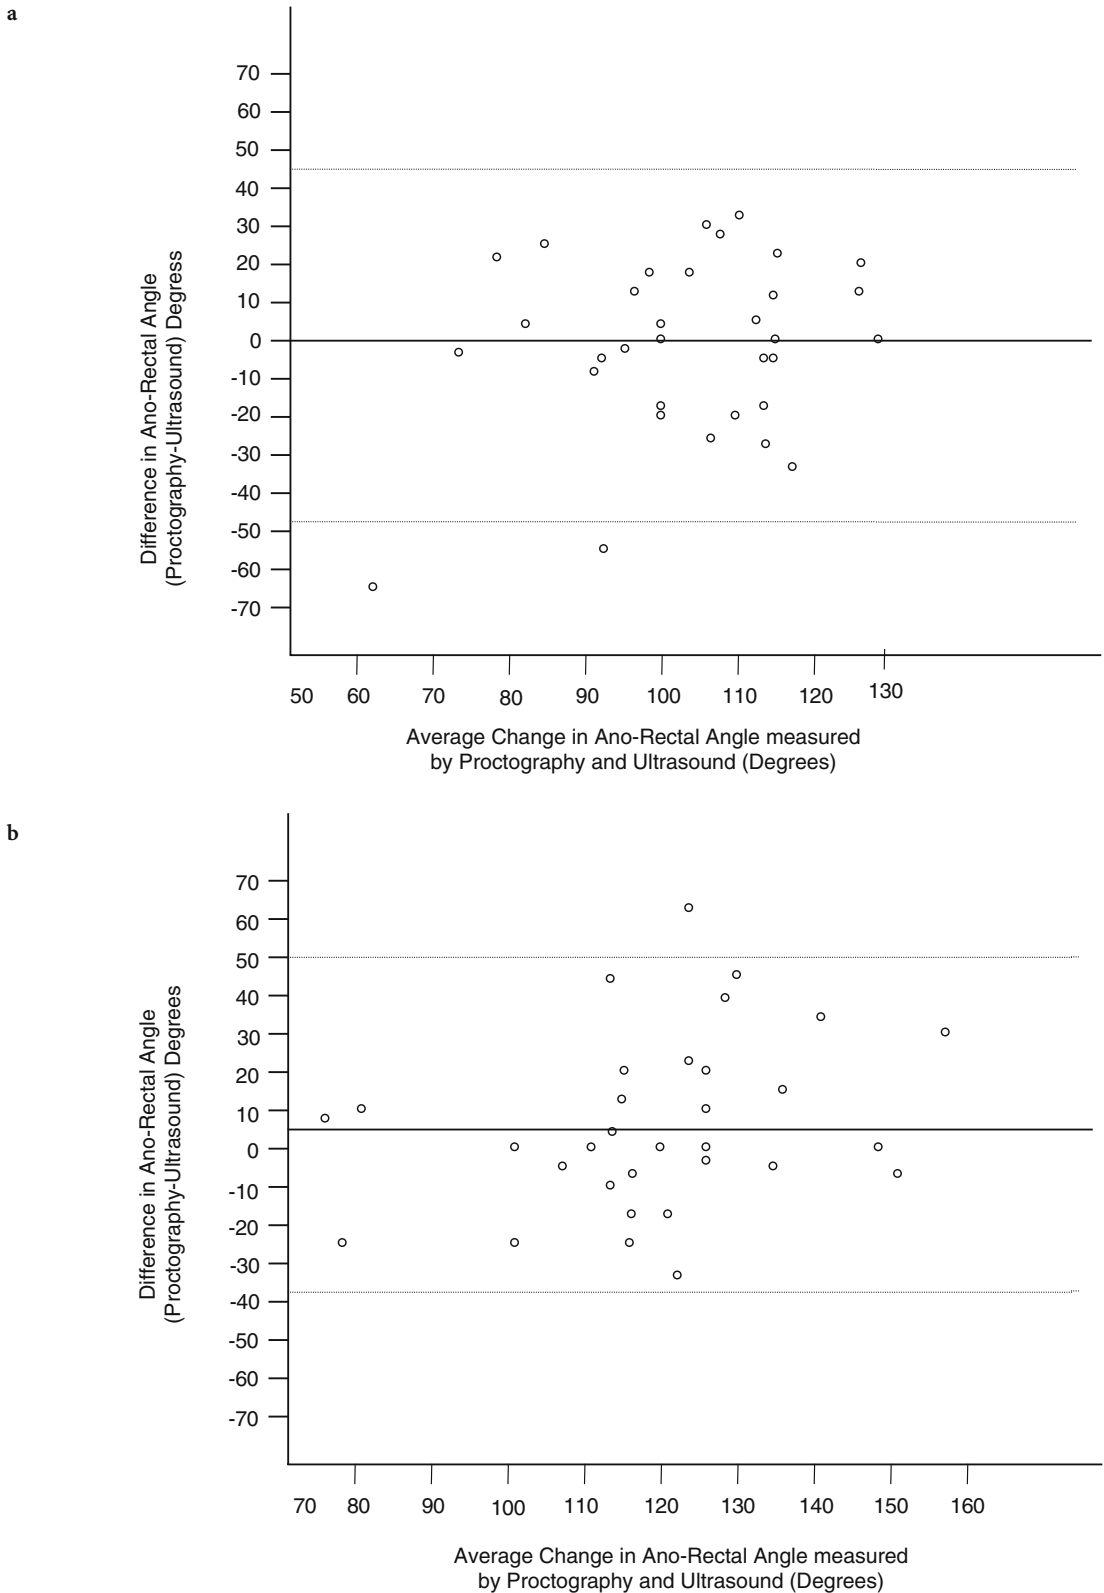 a
70
60
50
40
30
20
10
0
-10
-20
-30
-40
-50
-60
-70
Difference in Ano-Rectal Angle
(Proctography-Ultrasound) Degress
50 60 70 80 90 100 110 120 130
Average Change in Ano-Rectal Angle measured
by Proctography and Ultrasound (Degrees)
b
70
60
50
40
30
20
10
0
-10
-20
-30
-40
-50
-60
-70
Difference in Ano-Rectal Angle
(Proctography-Ultrasound) Degrees
70 80 90 100 110 120 130 140 150 160
Average Change in Ano-Rectal Angle measured
by Proctography and Ultrasound (Degrees)